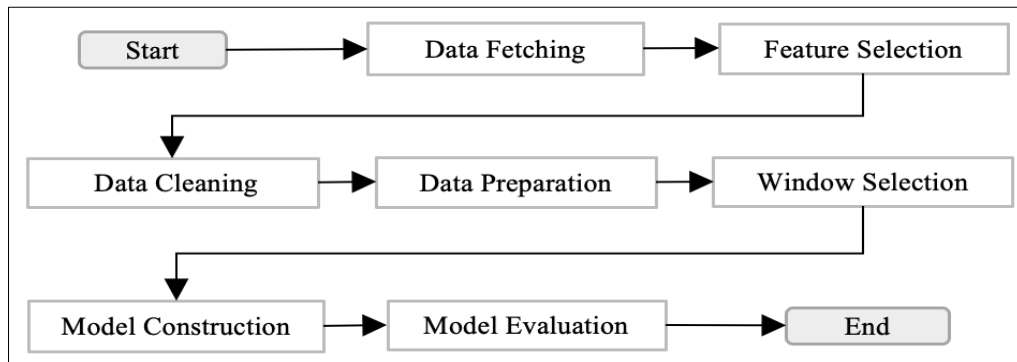 Start
Data Fetching
Feature Selection
Data Cleaning
Data Preparation
Window Selection
Model Construction
Model Evaluation
End